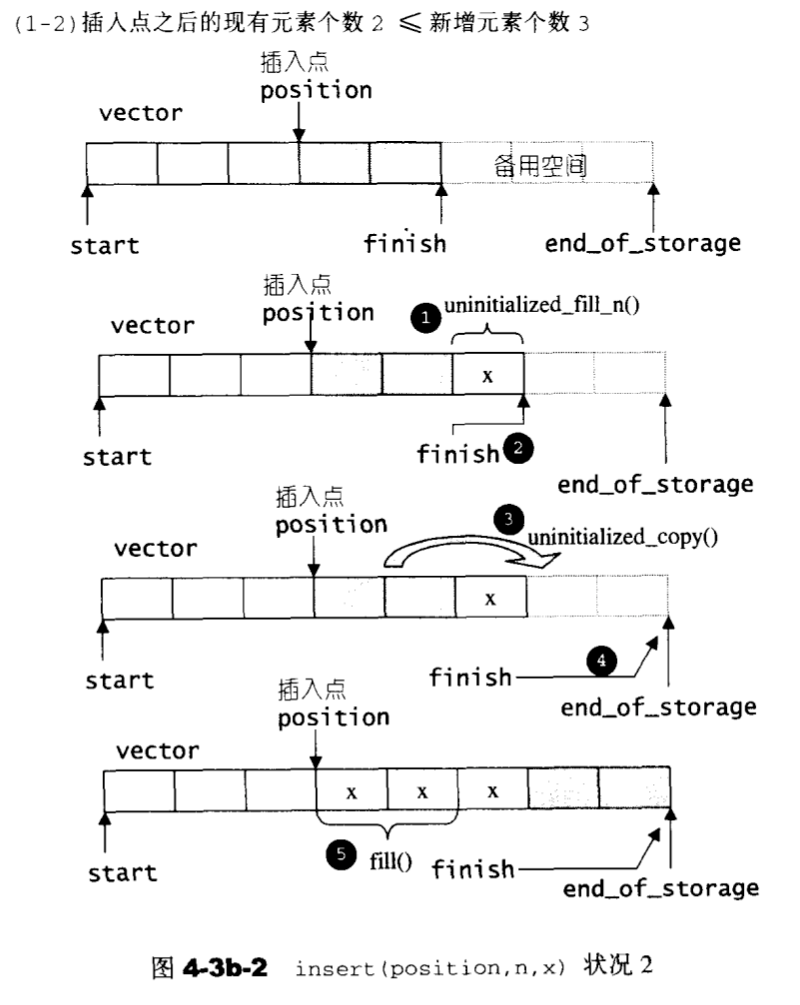 (1-2)插入点之后的现有元素个数 2 ≤ 新增元素个数 3
插入点
position
vector
备用空间
start
finish
end_of_storage
插入点
position
vector
1 uninitialized_fill_n()
x
start
finish 2
end_of_storage
插入点
position
vector
3 uninitialized_copy()
x
start
finish
4
end_of_storage
插入点
position
vector
x x x
start
5 fill()
finish
end_of_storage
图 4-3b-2 insert(position,n,x) 状况 2